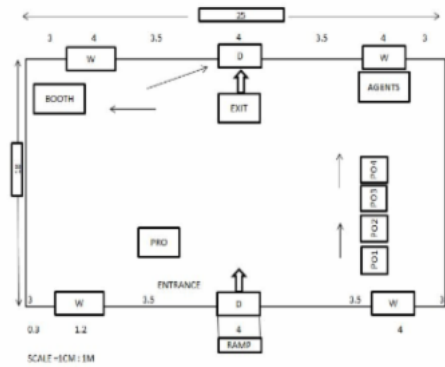 25
3 4 3.5 4 3.5 4 3
W D W
BOOTH EXIT AGENTS
18
PO4
PO3
PO2
PO1
PRO
ENTRANCE
3 W 3.5 D 3.5 W 3
0.3 1.2 4 4
RAMP
SCALE =1CM : 1M